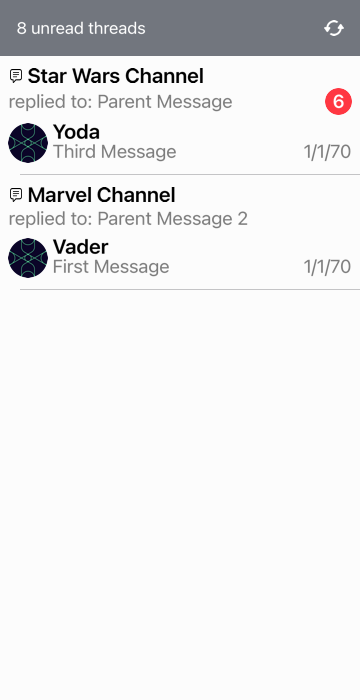 8 unread threads
Star Wars Channel
replied to: Parent Message
6
Yoda
Third Message
1/1/70
Marvel Channel
replied to: Parent Message 2
Vader
First Message
1/1/70